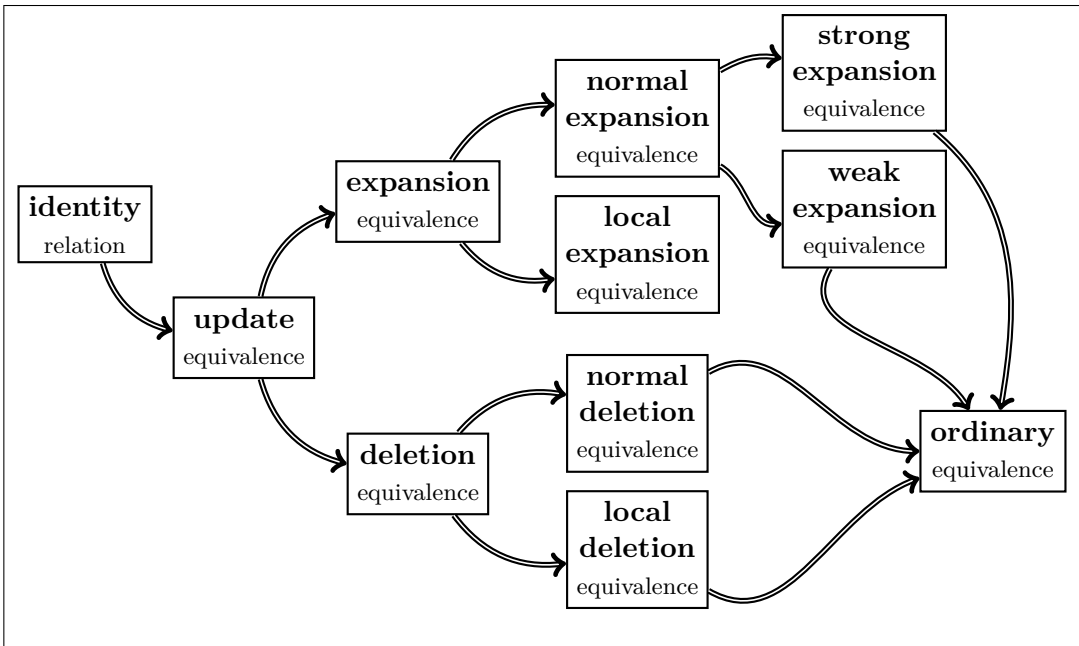 identity
relation
update
equivalence
expansion
equivalence
deletion
equivalence
normal
expansion
equivalence
local
expansion
equivalence
normal
deletion
equivalence
local
deletion
equivalence
strong
expansion
equivalence
weak
expansion
equivalence
ordinary
equivalence